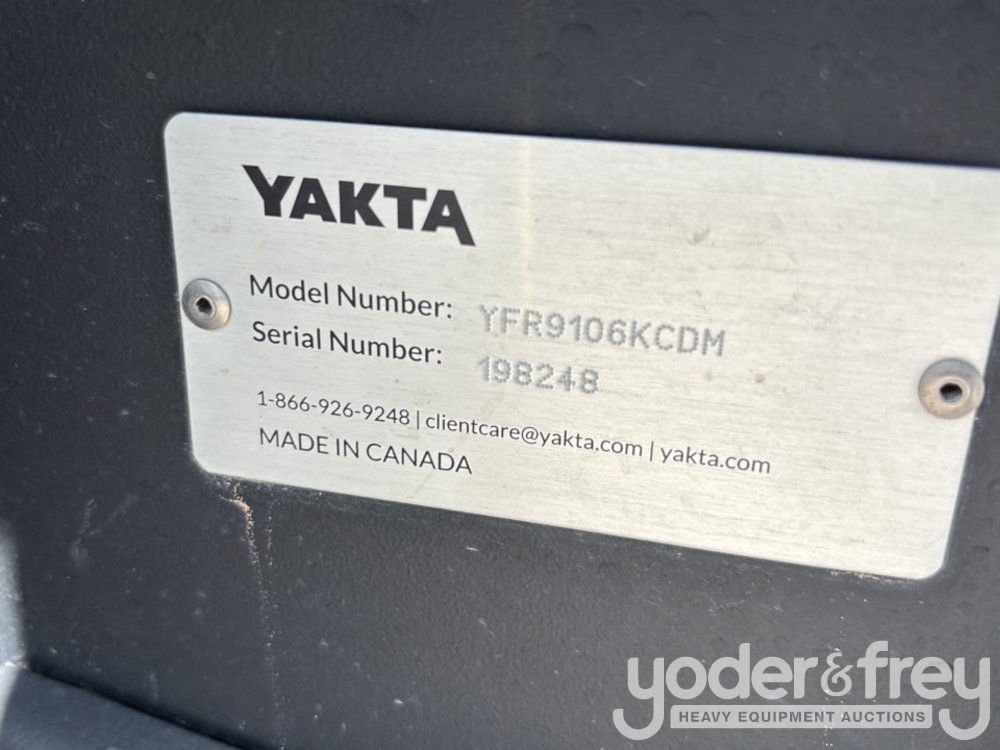 YAKTA
Model Number: YFR9106KCDM
Serial Number: 198248
1-866-926-9248 | clientcare@yakta.com | yakta.com
MADE IN CANADA
yoder&frey
HEAVY EQUIPMENT AUCTIONS